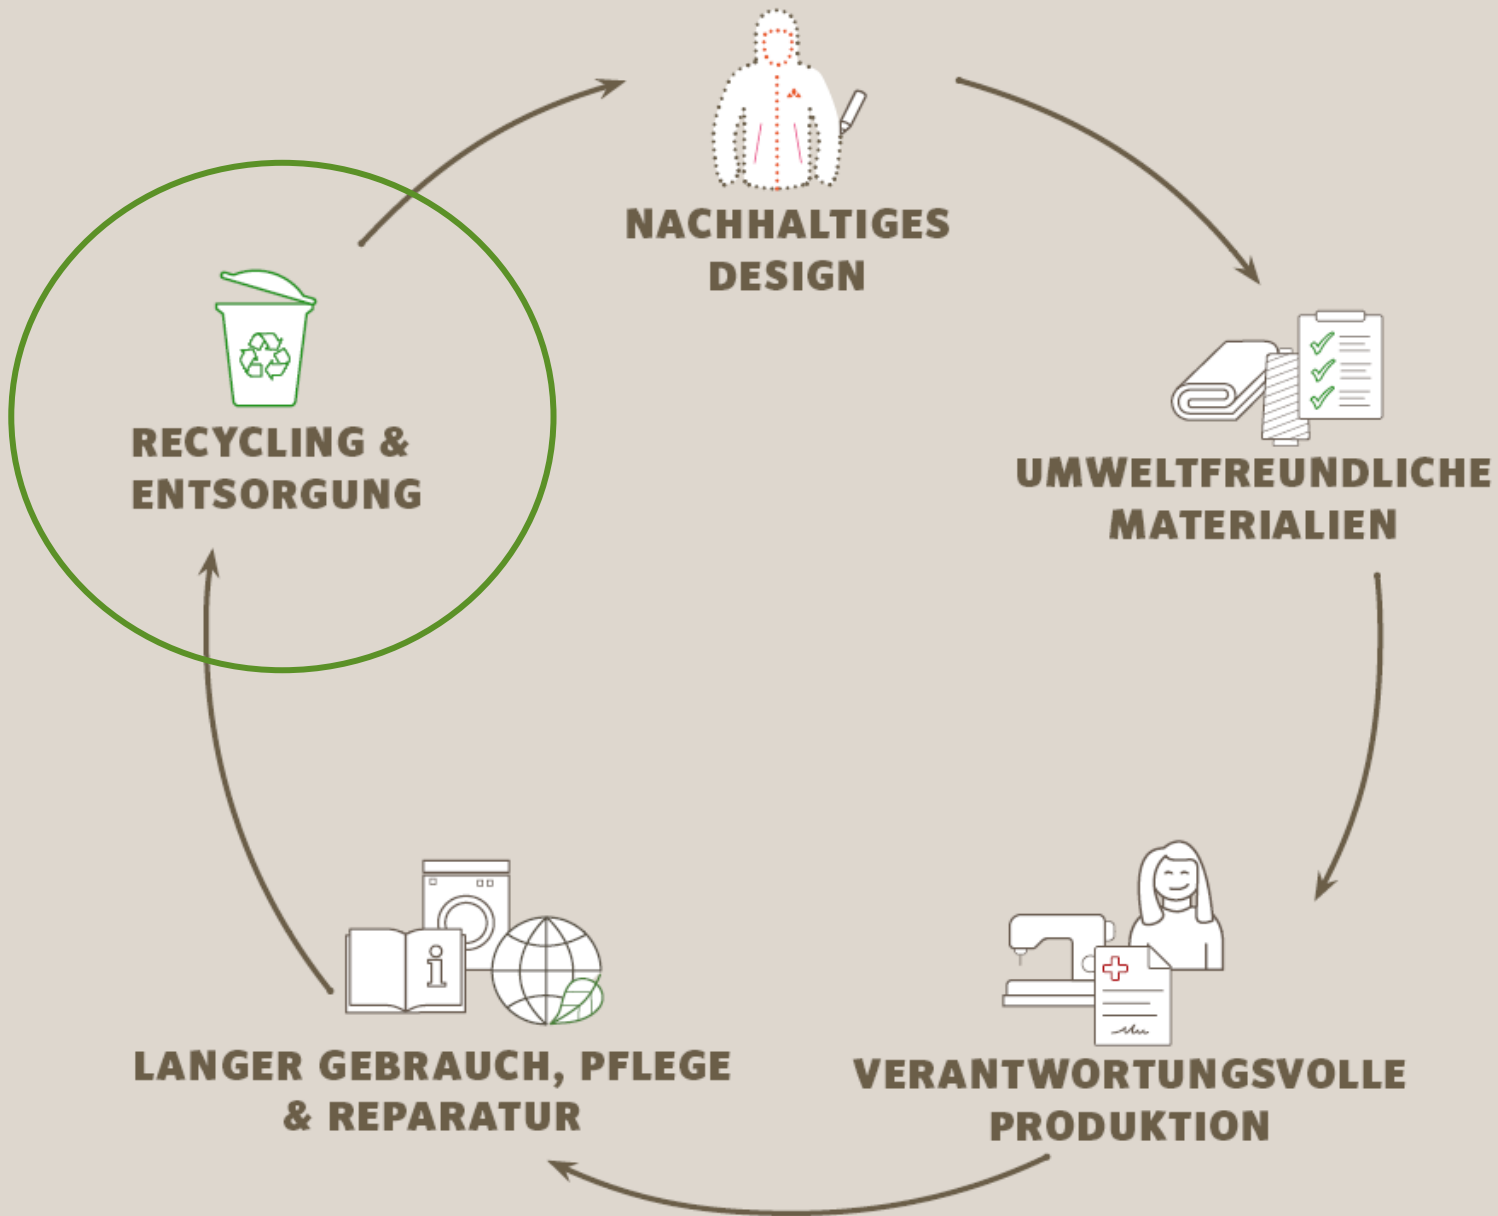 NACHHALTIGES
DESIGN
UMWELTFREUNDLICHE
MATERIALIEN
VERANTWORTUNGSVOLLE
PRODUKTION
LANGER GEBRAUCH, PFLEGE
& REPARATUR
i
RECYCLING &
ENTSORGUNG